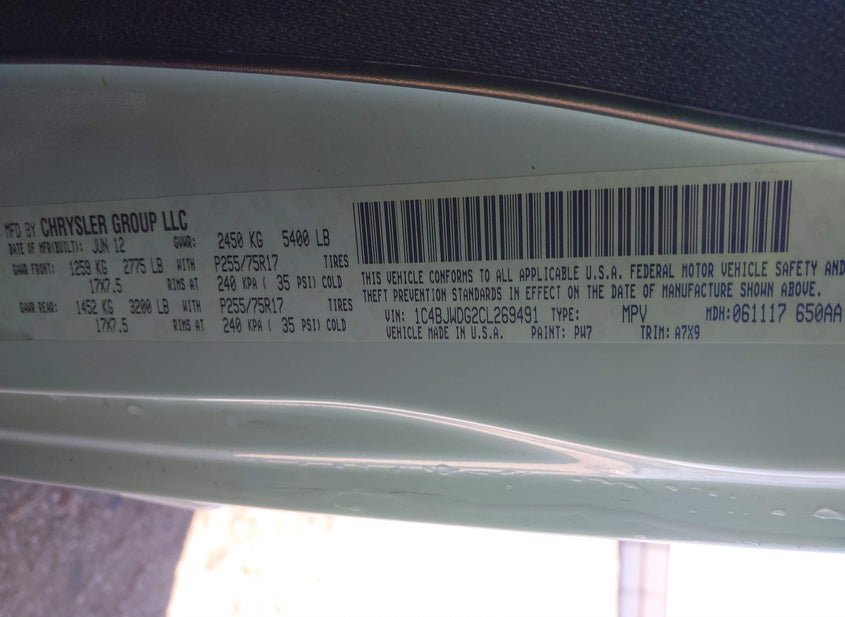 MFD BY CHRYSLER GROUP LLC
DATE OF MFR(BUILT): JUN 12 GVWR: 2450 KG 5400 LB
GAWR FRONT: 1259 KG 2775 LB WITH P255/75R17 TIRES
17X7.5 RIMS AT 240 KPA ( 35 PSI) COLD
GAWR REAR: 1452 KG 3200 LB WITH P255/75R17 TIRES
17X7.5 RIMS AT 240 KPA ( 35 PSI) COLD
THIS VEHICLE CONFORMS TO ALL APPLICABLE U.S.A. FEDERAL MOTOR VEHICLE SAFETY AND
THEFT PREVENTION STANDARDS IN EFFECT ON THE DATE OF MANUFACTURE SHOWN ABOVE.
VIN: 1C4BJWDG2CL269491 TYPE: MPV MDH:061117 650AA
VEHICLE MADE IN U.S.A. PAINT: PW7 TRIM: A7X9